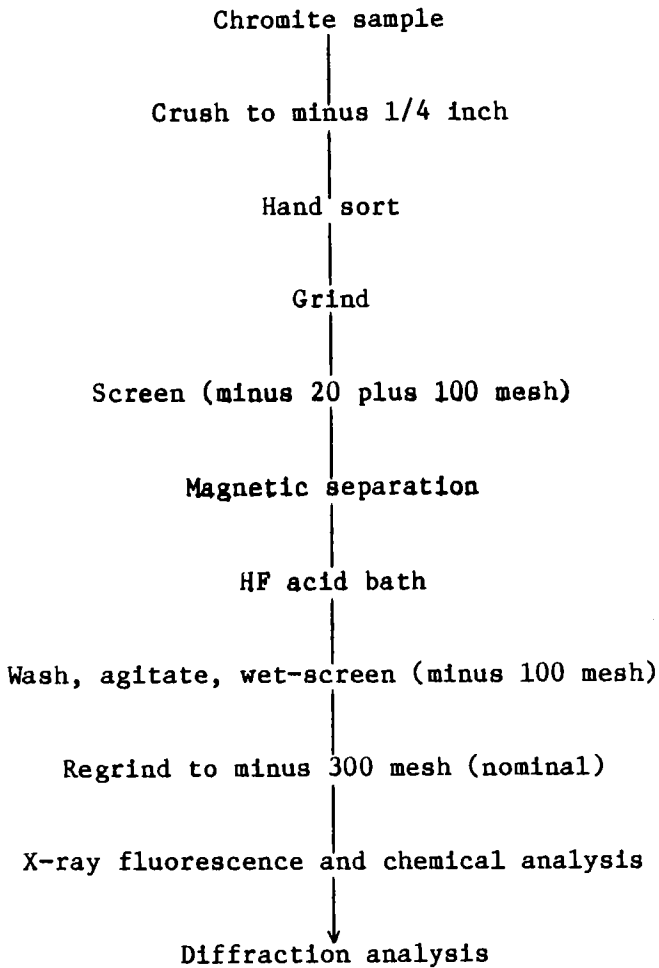 Chromite sample
Crush to minus 1/4 inch
Hand sort
Grind
Screen (minus 20 plus 100 mesh)
Magnetic separation
HF acid bath
Wash, agitate, wet-screen (minus 100 mesh)
Regrind to minus 300 mesh (nominal)
X-ray fluorescence and chemical analysis
Diffraction analysis